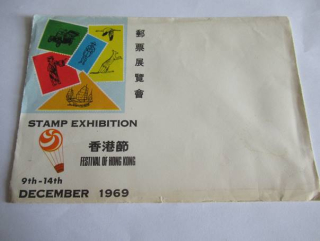 郵票展覽會
STAMP EXHIBITION
香港節
FESTIVAL OF HONG KONG
9th-14th
DECEMBER 1969